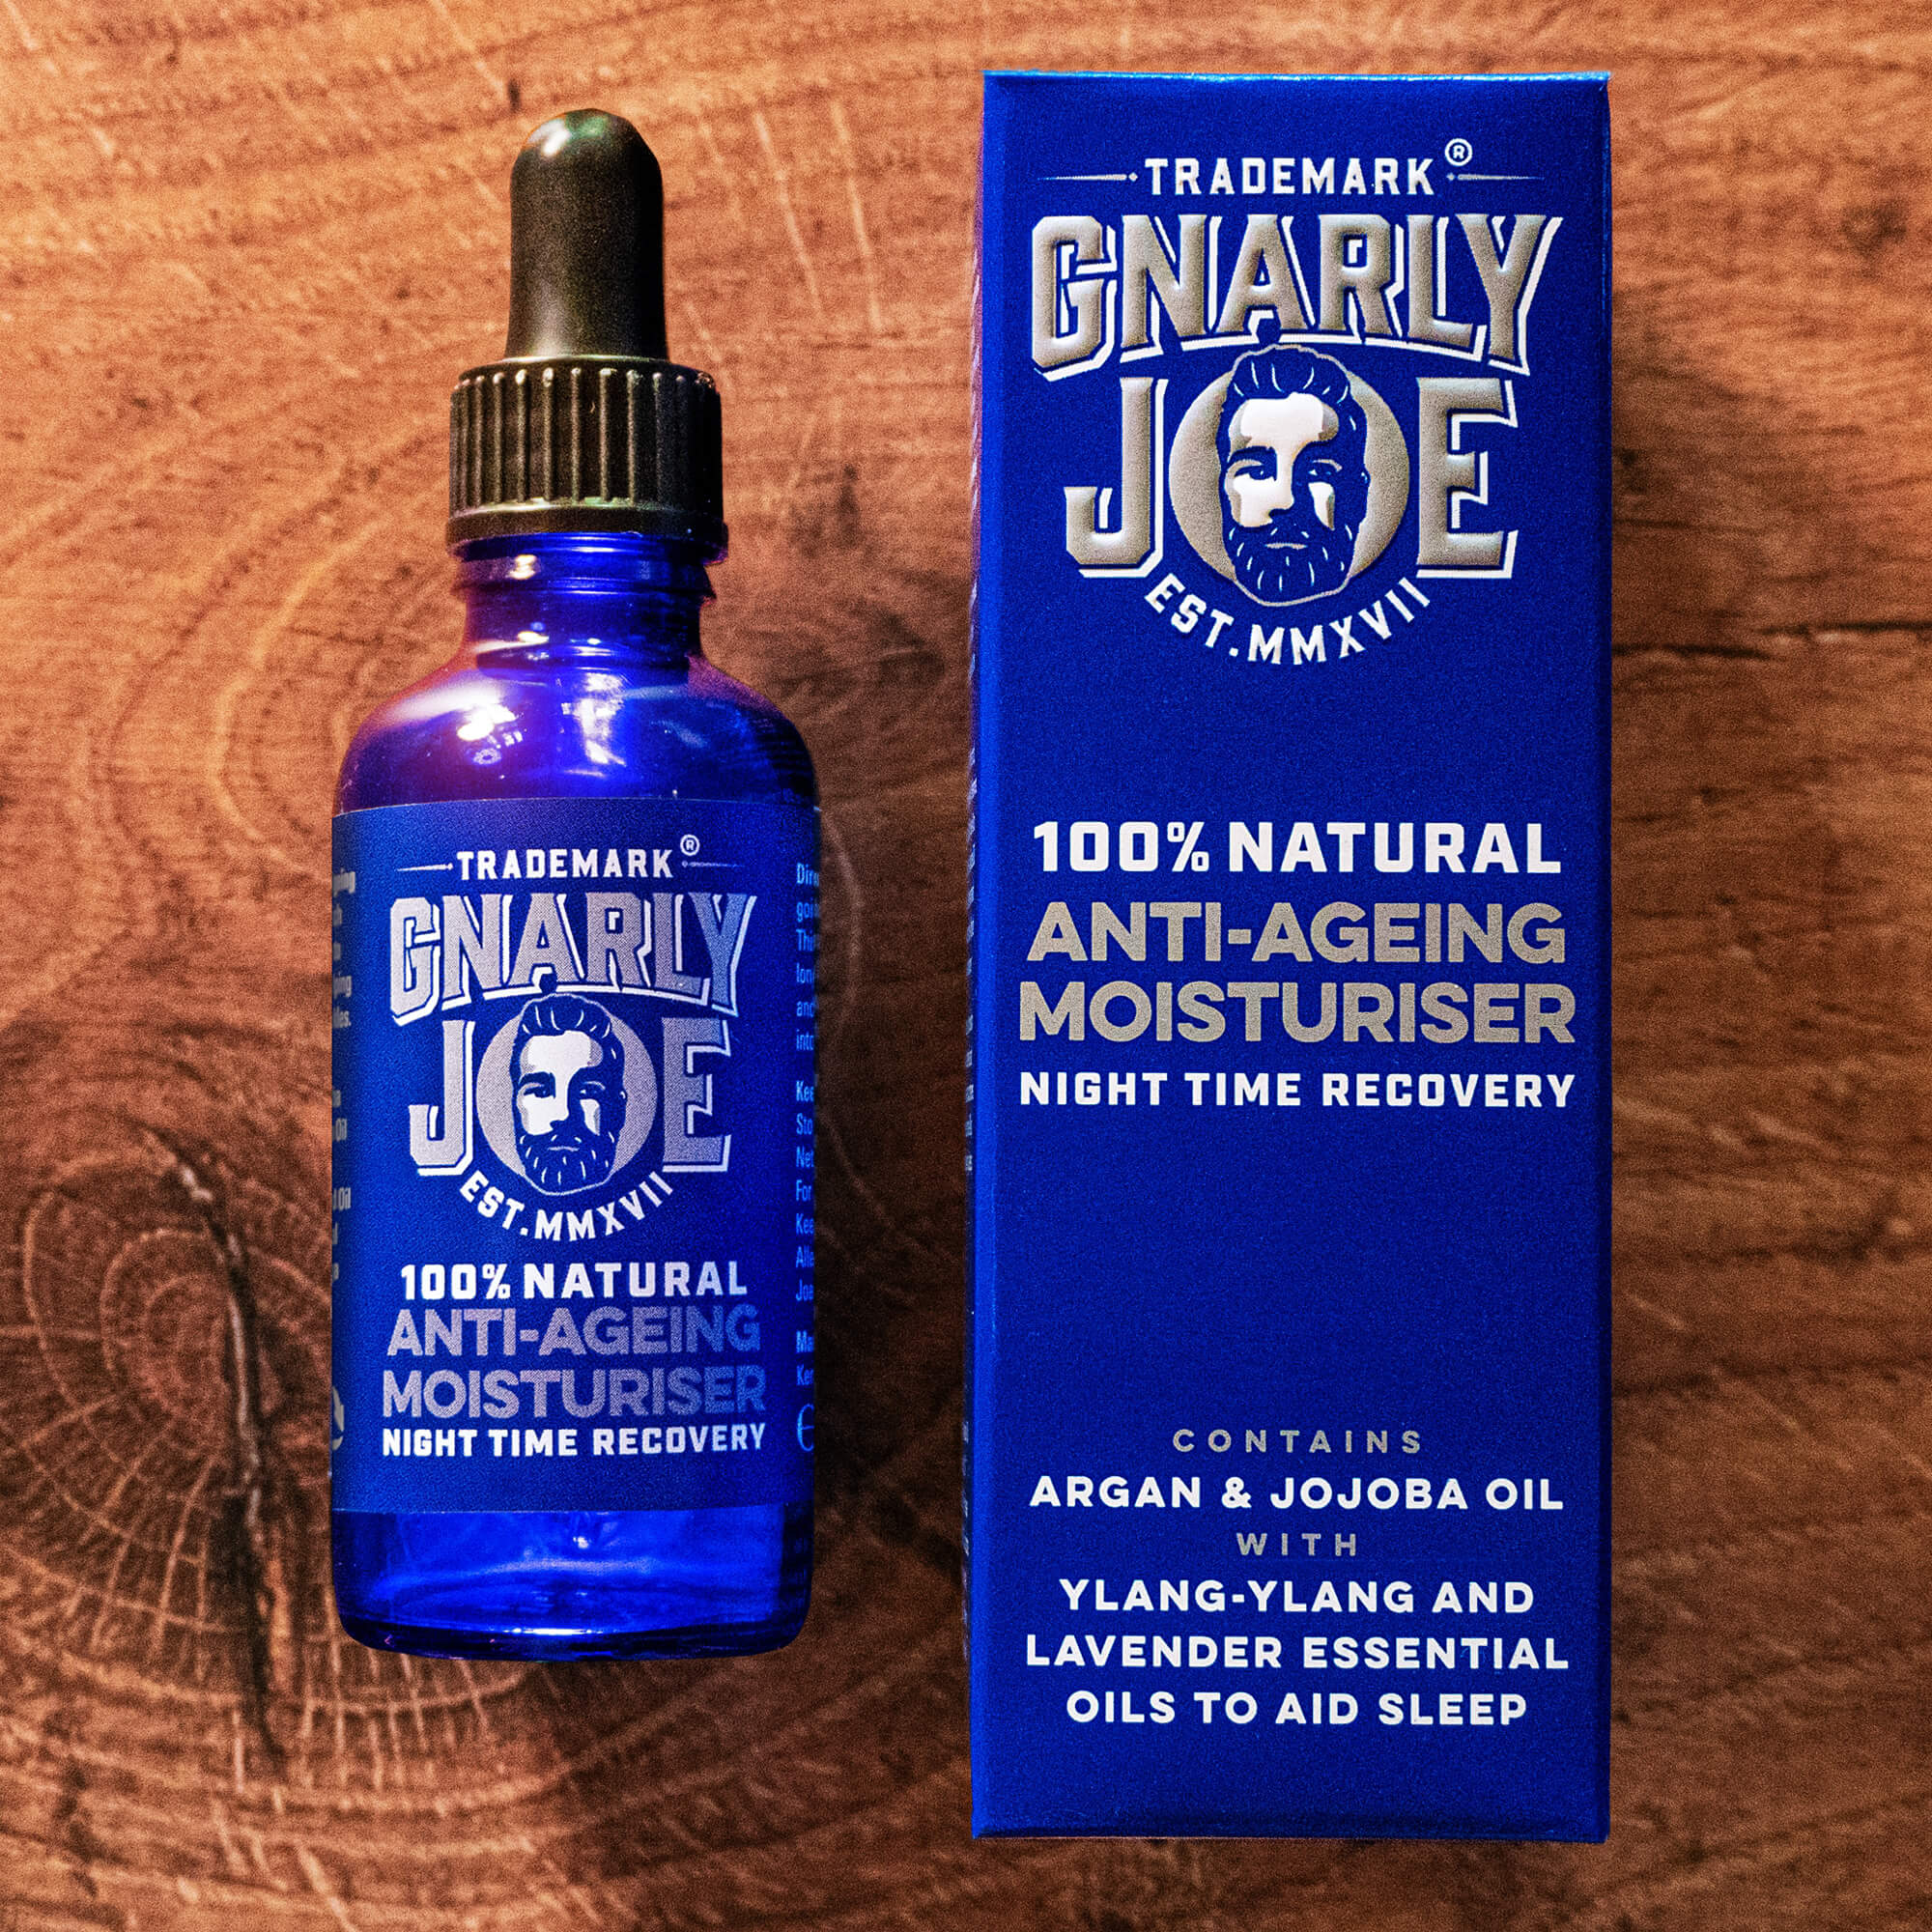 TRADEMARK ®
GNARLY
JOE
EST. MMXVII
100% NATURAL
ANTI-AGEING
MOISTURISER
NIGHT TIME RECOVERY
Oil
Oil
TRADEMARK ®
GNARLY
JOE
EST. MMXVII
100% NATURAL
ANTI-AGEING
MOISTURISER
NIGHT TIME RECOVERY
CONTAINS
ARGAN & JOJOBA OIL
WITH
YLANG-YLANG AND
LAVENDER ESSENTIAL
OILS TO AID SLEEP